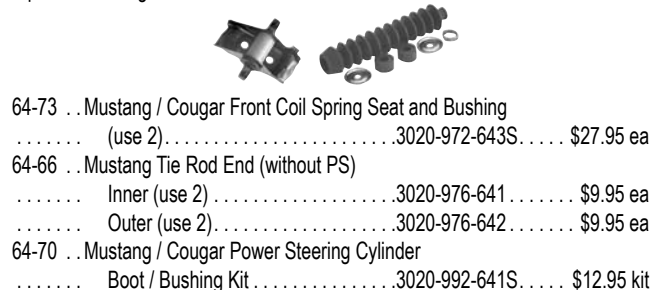 64-73 . . Mustang / Cougar Front Coil Spring Seat and Bushing
. . . . . . . (use 2). . . . . . . . . . . . . . . . . . . . . . . .3020-972-643S. . . . . $27.95 ea
64-66 . . Mustang Tie Rod End (without PS)
. . . . . . . Inner (use 2) . . . . . . . . . . . . . . . . . . .3020-976-641 . . . . . . . $9.95 ea
. . . . . . . Outer (use 2). . . . . . . . . . . . . . . . . . .3020-976-642 . . . . . . . $9.95 ea
64-70 . . Mustang / Cougar Power Steering Cylinder
. . . . . . . Boot / Bushing Kit . . . . . . . . . . . . . . .3020-992-641S. . . . . $12.95 kit